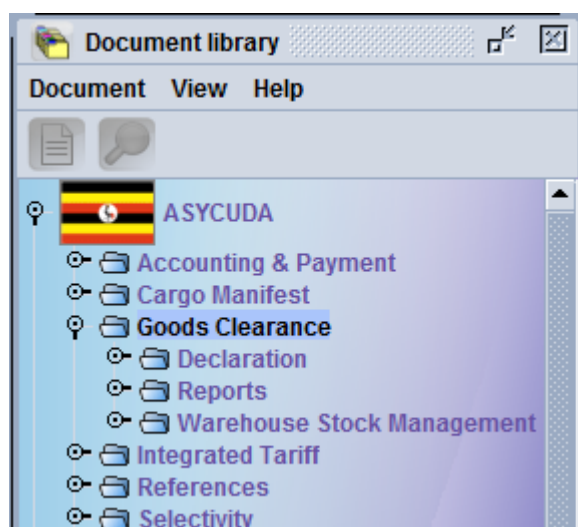 Document library
Document View Help
ASYCUDA
Accounting & Payment
Cargo Manifest
Goods Clearance
Declaration
Reports
Warehouse Stock Management
Integrated Tariff
References
Selectivity